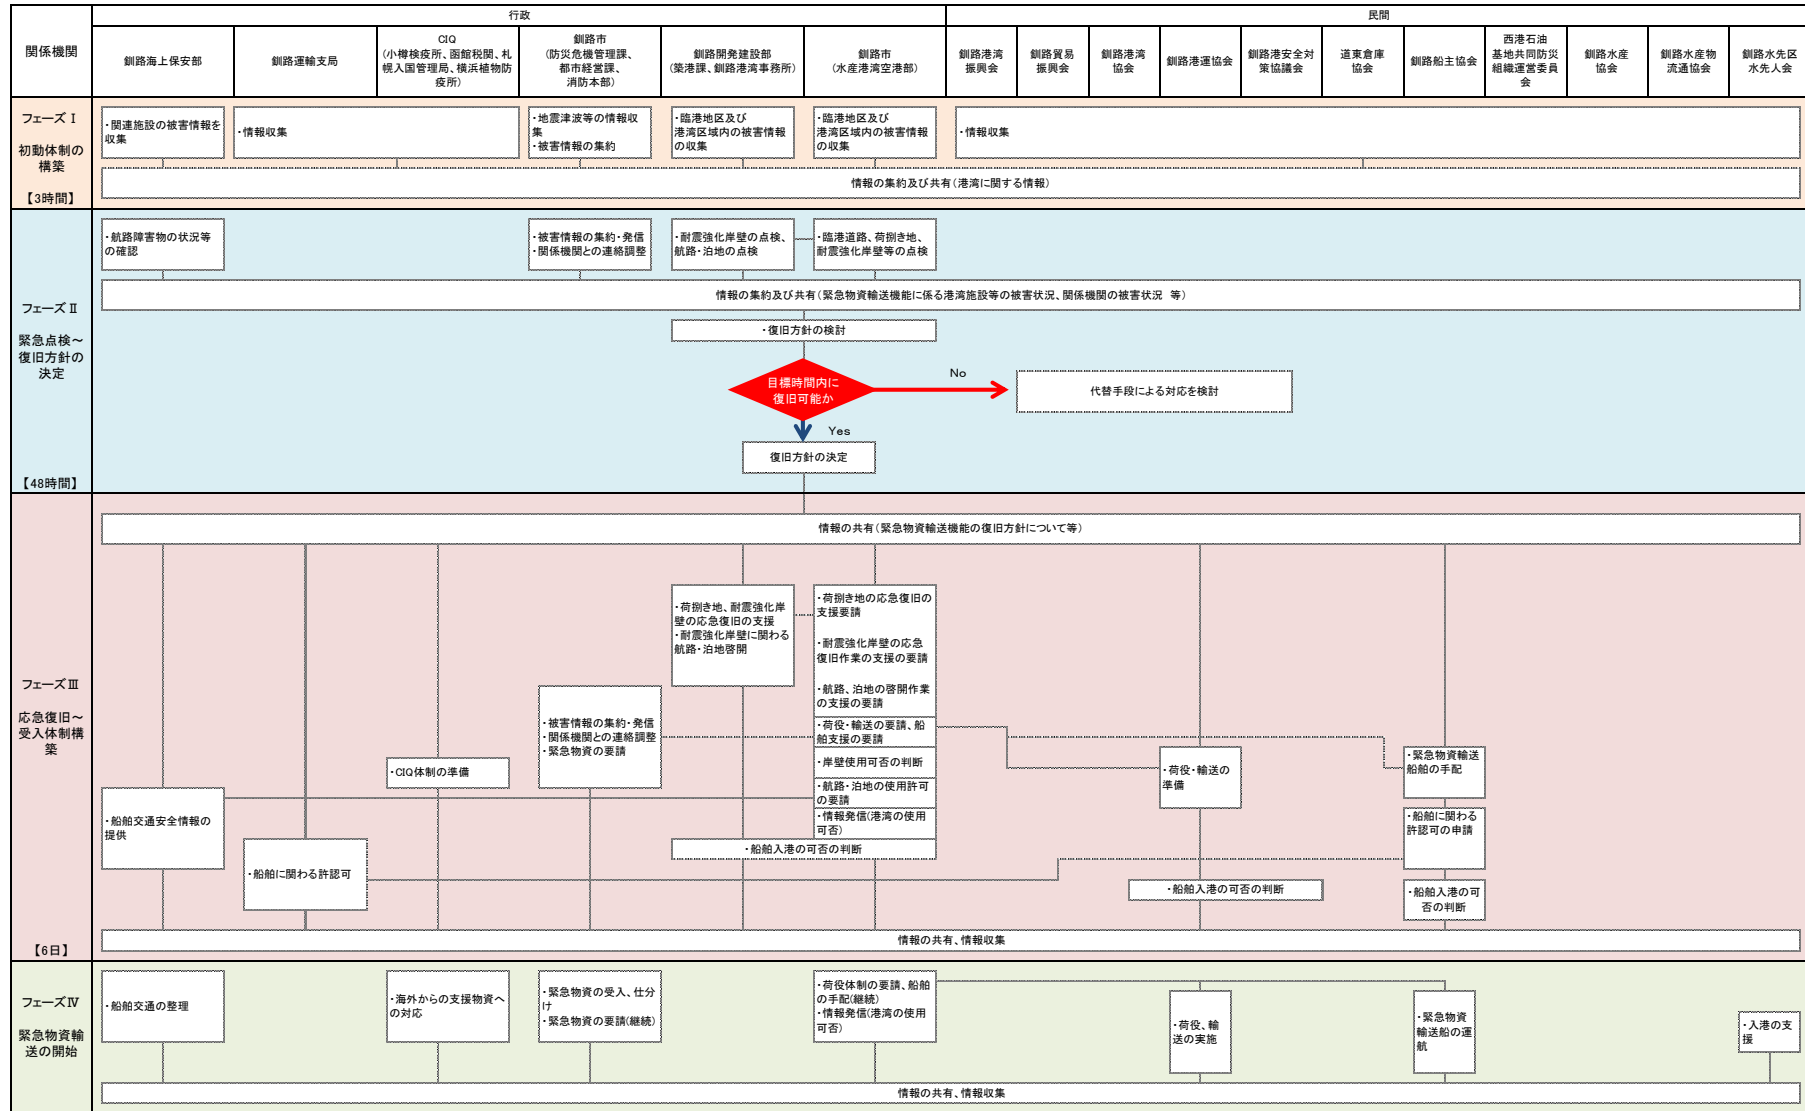 行政
民間
関係機関
釧路海上保安部
釧路運輸支局
CIQ
(小樽検疫所、函館税関、札
幌入国管理局、横浜植物防
疫所)
釧路市
(防災危機管理課、
都市経営課、
消防本部)
釧路開発建設部
(築港課、釧路港湾事務所)
釧路市
(水産港湾空港部)
釧路港湾
振興会
釧路貿易
振興会
釧路港湾
協会
釧路港運協会
釧路港安全対
策協議会
道東倉庫
協会
釧路船主協会
西港石油
基地共同防災
組織運営委員
会
釧路水産
協会
釧路水産物
流通協会
釧路水先区
水先人会
フェーズⅠ
初動体制の
構築
【3時間】
・関連施設の被害情報を
収集
・情報収集
・地震津波等の情報収
集
・被害情報の集約
・臨港地区及び
港湾区域内の被害情報
の収集
・臨港地区及び
港湾区域内の被害情報
の収集
・情報収集
情報の集約及び共有(港湾に関する情報)
フェーズⅡ
緊急点検～
復旧方針の
決定
【48時間】
・航路障害物の状況等
の確認
・被害情報の集約・発信
・関係機関との連絡調整
・耐震強化岸壁の点検、
航路・泊地の点検
・臨港道路、荷捌き地、
耐震強化岸壁等の点検
情報の集約及び共有(緊急物資輸送機能に係る港湾施設等の被害状況、関係機関の被害状況 等)
・復旧方針の検討
目標時間内に
復旧可能か
No
代替手段による対応を検討
Yes
復旧方針の決定
フェーズⅢ
応急復旧～
受入体制構
築
【6日】
情報の共有(緊急物資輸送機能の復旧方針について等)
・荷捌き地、耐震強化岸
壁の応急復旧の支援
・耐震強化岸壁に関わる
航路・泊地啓開
・荷捌き地の応急復旧の
支援要請
・耐震強化岸壁の応急
復旧作業の支援の要請
・航路、泊地の啓開作業
の支援の要請
・荷役・輸送の要請、船
舶支援の要請
・岸壁使用可否の判断
・航路・泊地の使用許可
の要請
・情報発信(港湾の使用
可否)
・被害情報の集約・発信
・関係機関との連絡調整
・緊急物資の要請
・CIQ体制の準備
・船舶交通安全情報の
提供
・船舶に関わる許認可
・船舶入港の可否の判断
・荷役・輸送の
準備
・緊急物資輸送
船舶の手配
・船舶に関わる
許認可の申請
・船舶入港の可否の判断
・船舶入港の可
否の判断
情報の共有、情報収集
フェーズⅣ
緊急物資輸
送の開始
・船舶交通の整理
・海外からの支援物資へ
の対応
・緊急物資の受入、仕分
け
・緊急物資の要請(継続)
・荷役体制の要請、船舶
の手配(継続)
・情報発信(港湾の使用
可否)
・荷役、輸
送の実施
・緊急物資
輸送船の運
航
・入港の支
援
情報の共有、情報収集